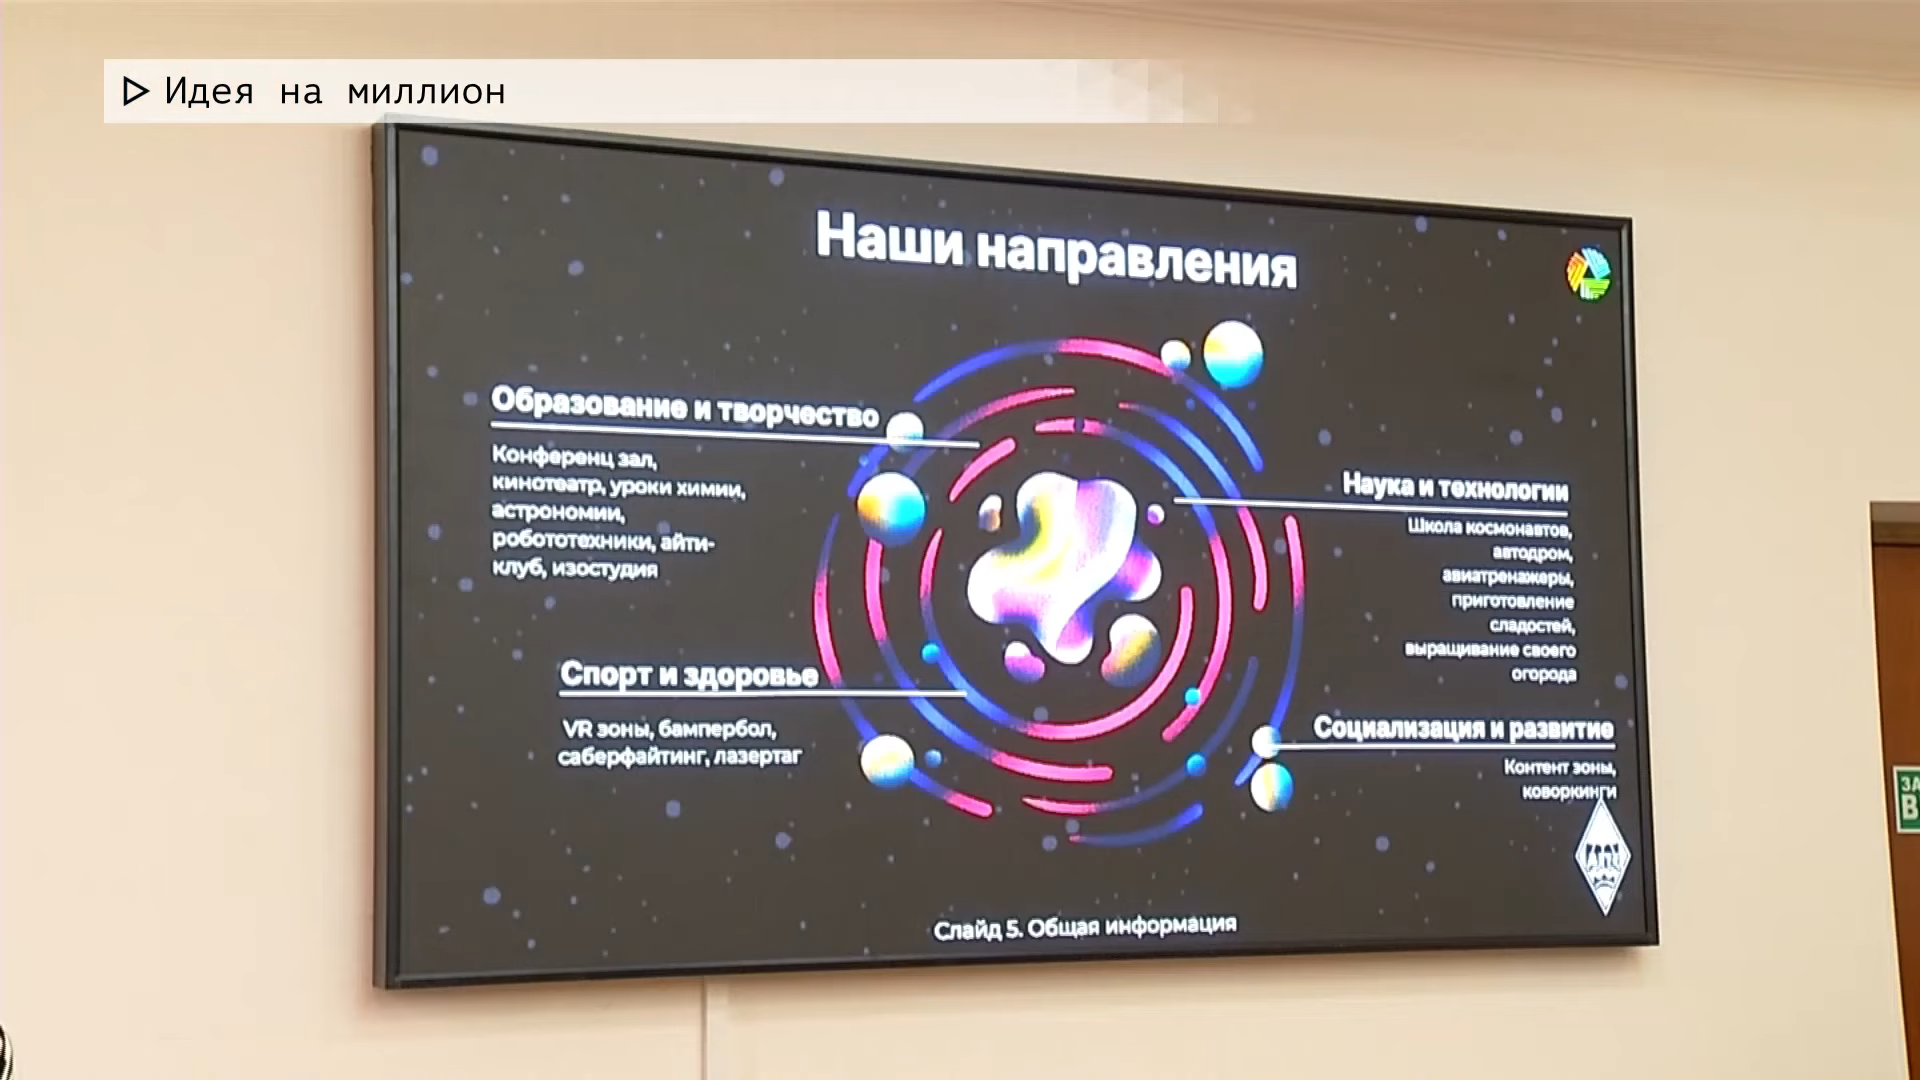 Идея на миллион
Наши направления
Образование и творчество
Конференц зал,
кинотеатр, уроки химии,
астрономии,
робототехники, айти-
клуб, изостудия
Наука и технологии
Школа космонавтов,
автодром,
авиатренажеры,
приготовление
сладостей,
выращивание своего
огорода
Спорт и здоровье
VR зоны, бампербол,
саберфайтинг, лазертаг
Социализация и развитие
Контент зоны,
коворкинги
Слайд 5. Общая информация
ЗА
В